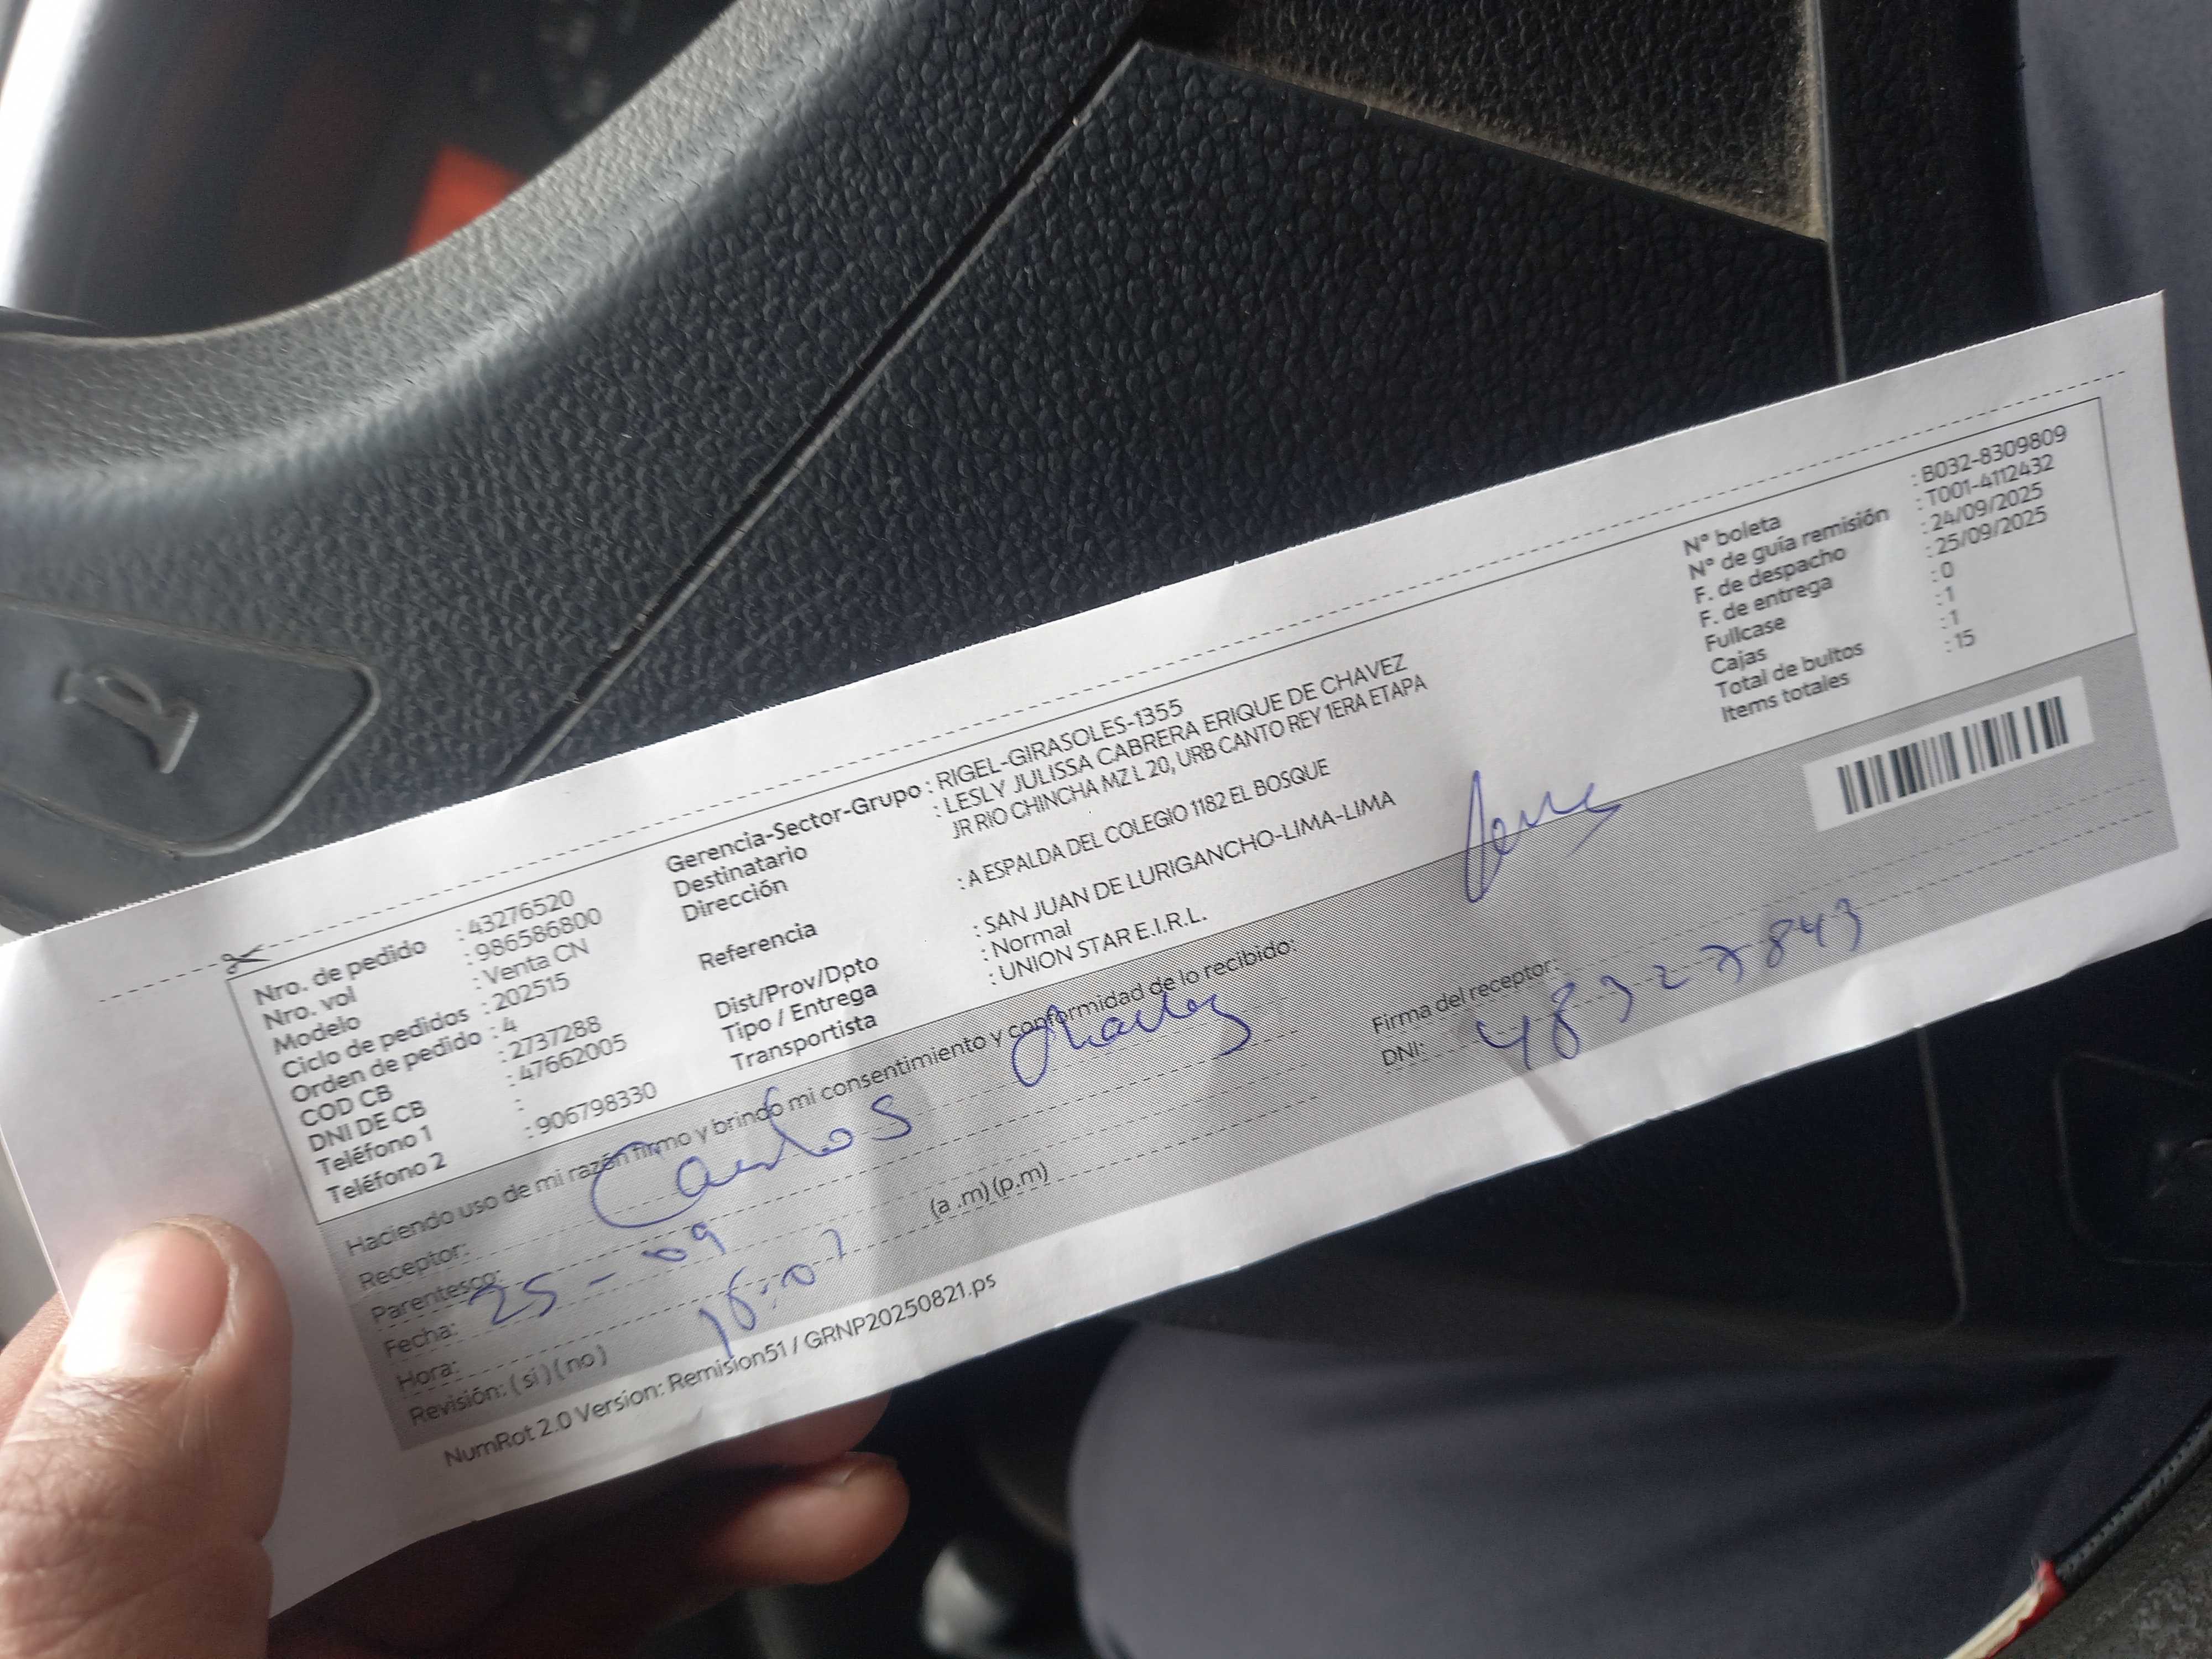 Nro. de pedido : 43276520
Nro. vol : 986586800
Modelo : Venta CN
Ciclo de pedidos : 202515
Orden de pedido : 4
COD CB : 2737288
DNI DE CB : 47662005
Teléfono 1 :
Teléfono 2 : 906798330
Gerencia-Sector-Grupo : RIGEL-GIRASOLES-1355
Destinatario : LESLY JULISSA CABRERA ERIQUE DE CHAVEZ
Dirección JR RIO CHINCHA MZ L 20, URB CANTO REY 1ERA ETAPA
Referencia : A ESPALDA DEL COLEGIO 1182 EL BOSQUE
Dist/Prov/Dpto : SAN JUAN DE LURIGANCHO-LIMA-LIMA
Tipo / Entrega : Normal
Transportista : UNION STAR E.I.R.L.
N° boleta : B032-8309809
N° de guía remisión : T001-4112432
F. de despacho : 24/09/2025
F. de entrega : 25/09/2025
Fullcase : 0
Cajas : 1
Total de bultos : 1
Items totales : 15
Haciendo uso de mi razón firmo y brindo mi consentimiento y conformidad de lo recibido:
Receptor: Carlos
Parentesco:
Fecha: 25-09
Hora: 16:07 (a .m) (p.m)
Revisión: ( si ) ( no )
Firma del receptor:
DNI: 48327843
NumRot 2.0 Version: Remision51 / GRNP20250821.ps